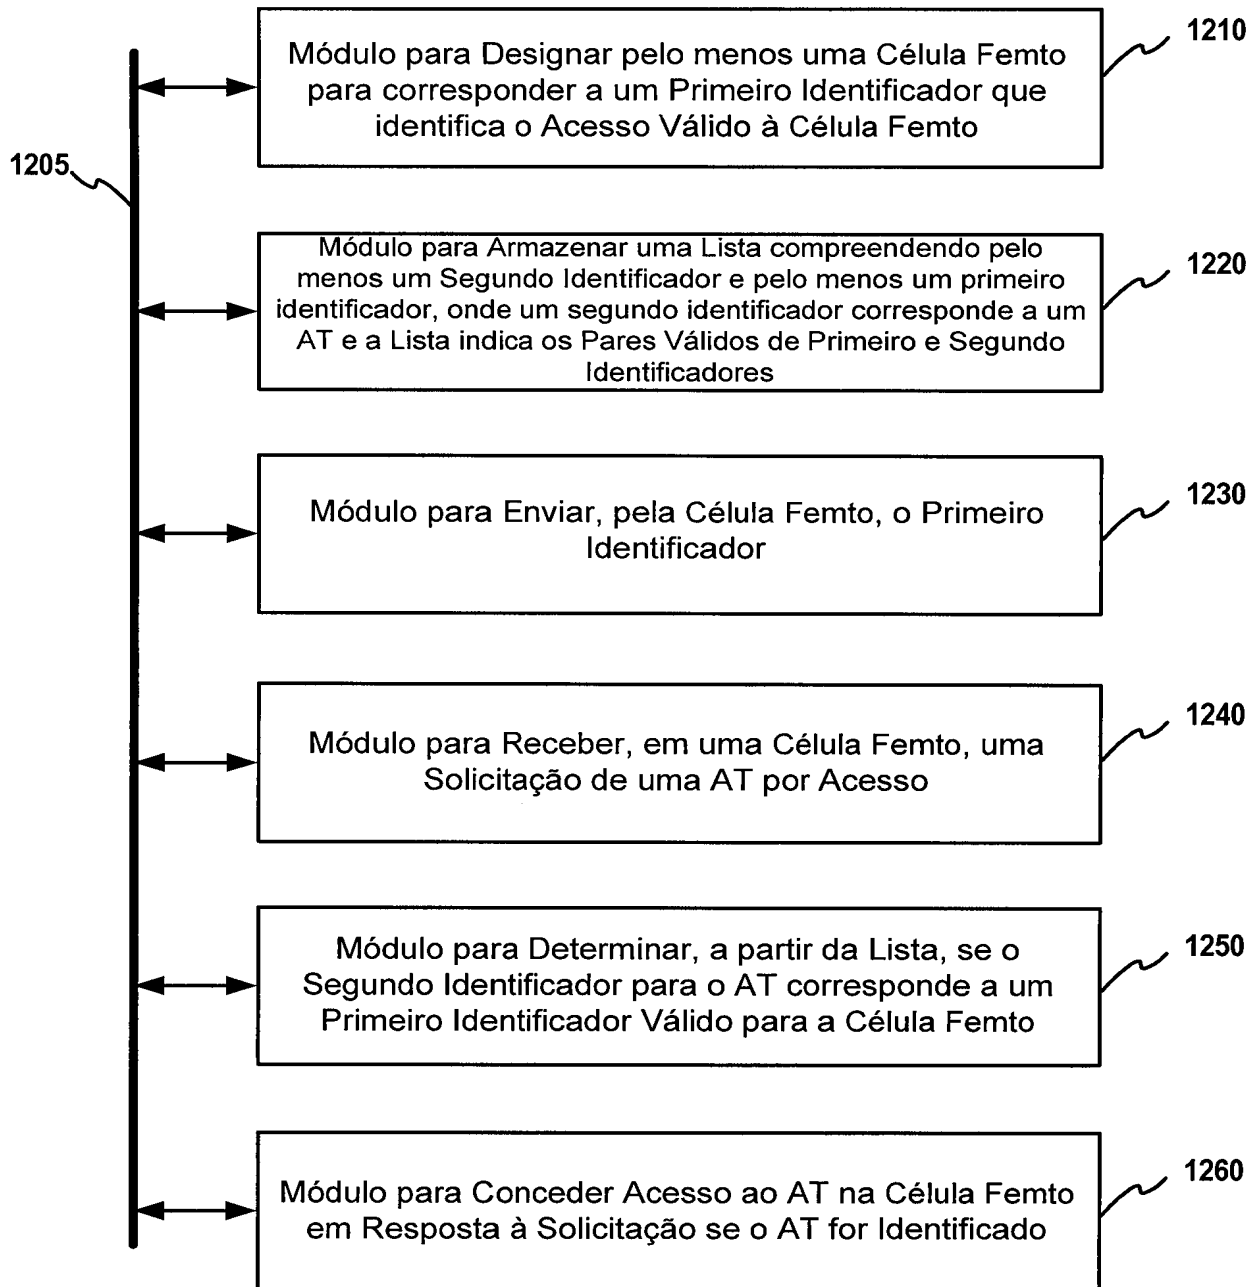 1210
Módulo para Designar pelo menos uma Célula Femto
para corresponder a um Primeiro Identificador que
identifica o Acesso Válido à Célula Femto
1205
Módulo para Armazenar uma Lista compreendendo pelo
menos um Segundo Identificador e pelo menos um primeiro
identificador, onde um segundo identificador corresponde a um
AT e a Lista indica os Pares Válidos de Primeiro e Segundo
Identificadores
1220
Módulo para Enviar, pela Célula Femto, o Primeiro
Identificador
1230
Módulo para Receber, em uma Célula Femto, uma
Solicitação de uma AT por Acesso
1240
Módulo para Determinar, a partir da Lista, se o
Segundo Identificador para o AT corresponde a um
Primeiro Identificador Válido para a Célula Femto
1250
Módulo para Conceder Acesso ao AT na Célula Femto
em Resposta à Solicitação se o AT for Identificado
1260